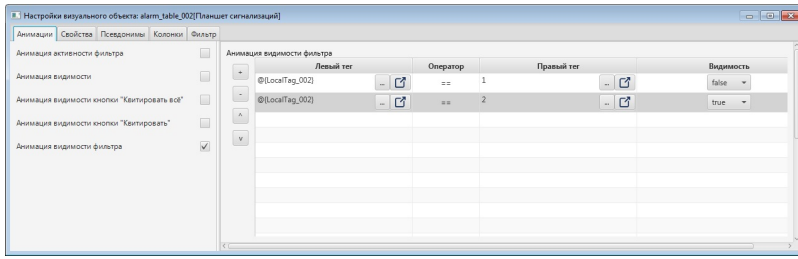 Настройки визуального объекта: alarm_table_002[Планшет сигнализаций]
Анимации Свойства Псевдонимы Колонки Фильтр
Анимация активности фильтра
Анимация видимости
Анимация видимости кнопки "Квитировать всё"
Анимация видимости кнопки "Квитировать"
Анимация видимости фильтра
Анимация видимости фильтра
Левый тег Оператор Правый тег Видимость
+ @(LocalTag_002) ... == 1 ... false
- @(LocalTag_002) ... == 2 ... true
^
v